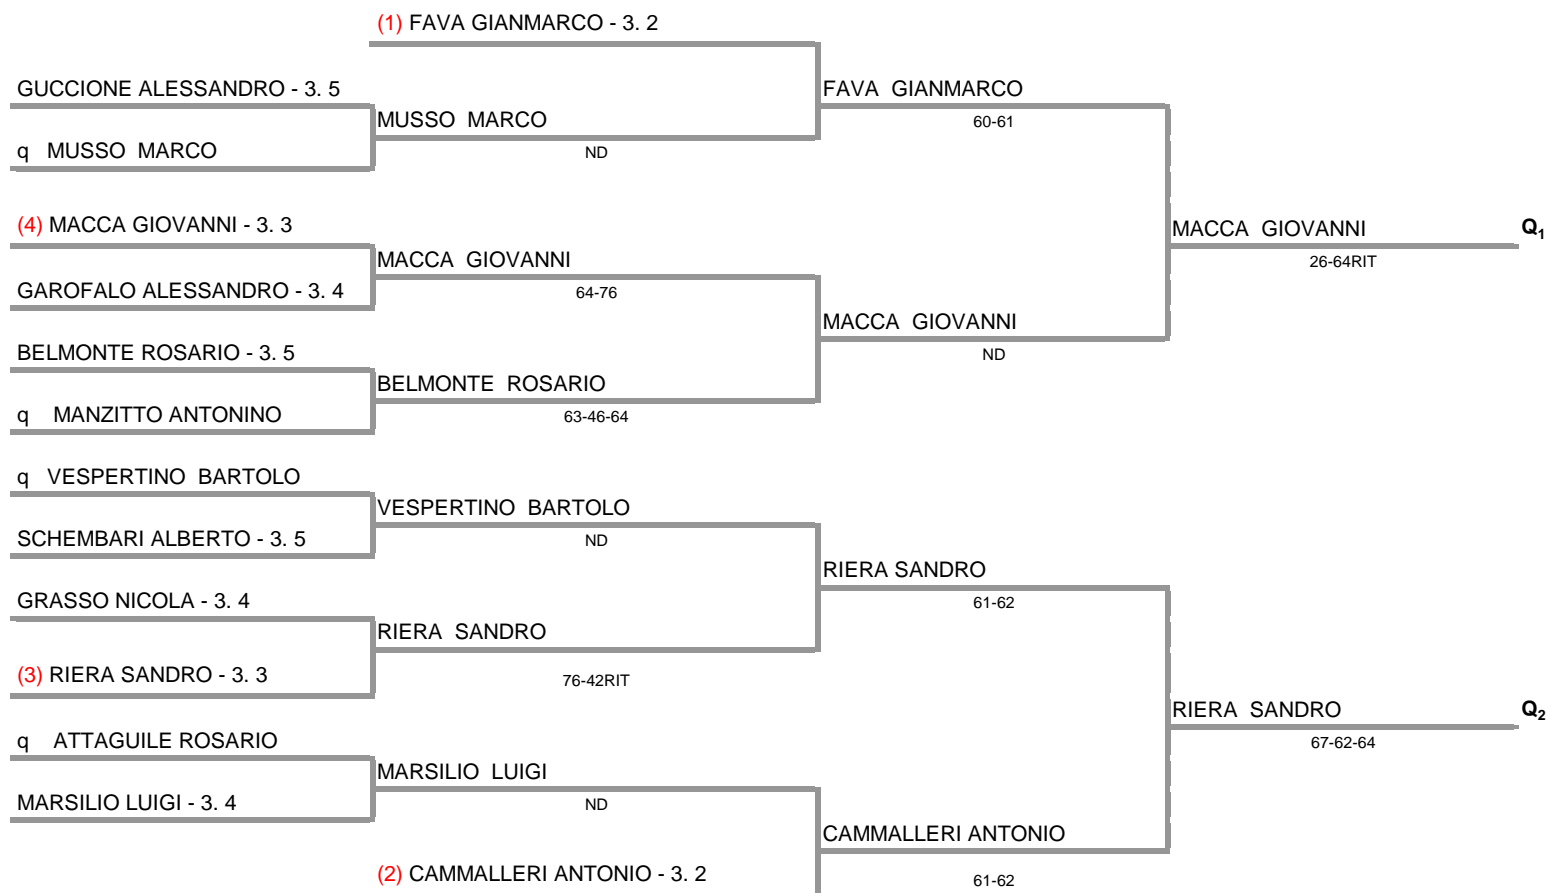 (1) FAVA GIANMARCO - 3. 2
GUCCIONE ALESSANDRO - 3. 5
FAVA GIANMARCO
MUSSO MARCO
60-61
q MUSSO MARCO
ND
(4) MACCA GIOVANNI - 3. 3
MACCA GIOVANNI
Q1
MACCA GIOVANNI
26-64RIT
GAROFALO ALESSANDRO - 3. 4
64-76
MACCA GIOVANNI
BELMONTE ROSARIO - 3. 5
ND
BELMONTE ROSARIO
q MANZITTO ANTONINO
63-46-64
q VESPERTINO BARTOLO
VESPERTINO BARTOLO
SCHEMBARI ALBERTO - 3. 5
ND
RIERA SANDRO
GRASSO NICOLA - 3. 4
61-62
RIERA SANDRO
(3) RIERA SANDRO - 3. 3
76-42RIT
RIERA SANDRO
Q2
q ATTAGUILE ROSARIO
67-62-64
MARSILIO LUIGI
MARSILIO LUIGI - 3. 4
ND
CAMMALLERI ANTONIO
(2) CAMMALLERI ANTONIO - 3. 2
61-62